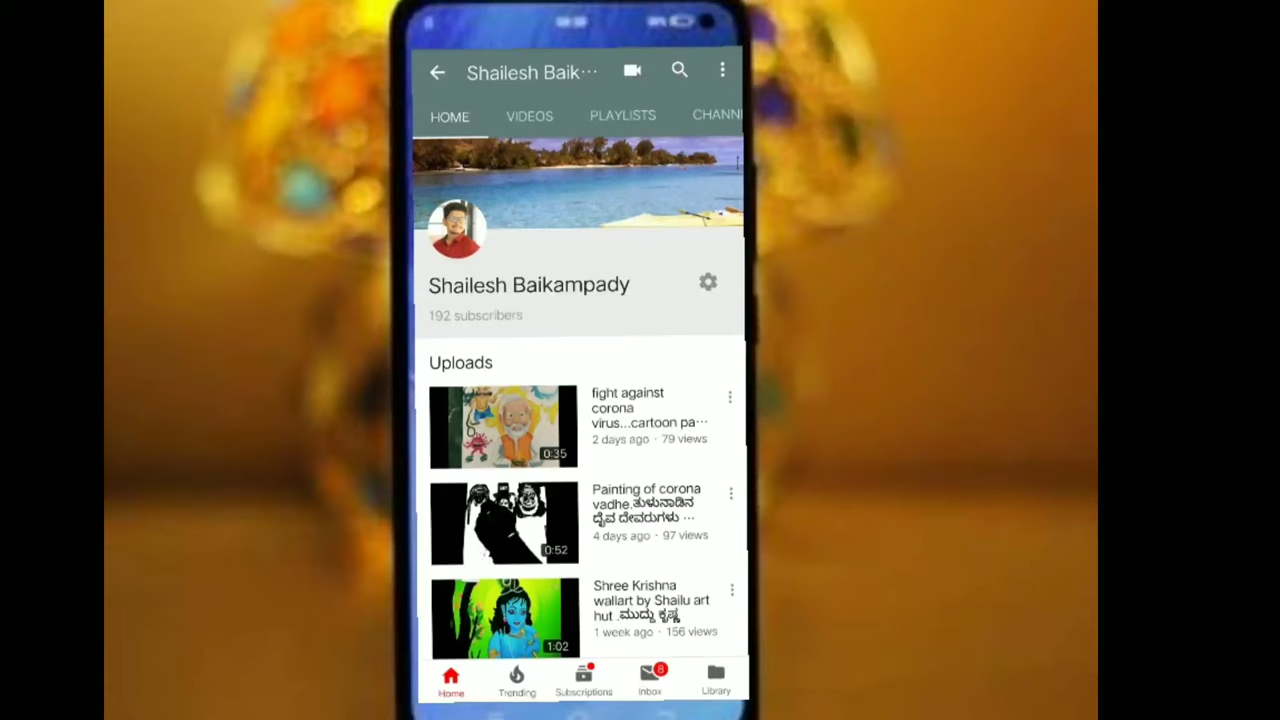 Shailesh Baik...
HOME VIDEOS PLAYLISTS CHANN
Shailesh Baikampady
192 subscribers
Uploads
fight against
corona
virus...cartoon pa...
2 days ago · 79 views
0:35
Painting of corona
vadhe.ತುಳುನಾಡಿನ
ದೈವ ದೇವರುಗಳು ...
4 days ago · 97 views
0:52
Shree Krishna
wallart by Shailu art
hut .ಮುದ್ದು ಕೃಷ್ಣ
1 week ago · 156 views
1:02
8
Home Trending Subscriptions Inbox Library